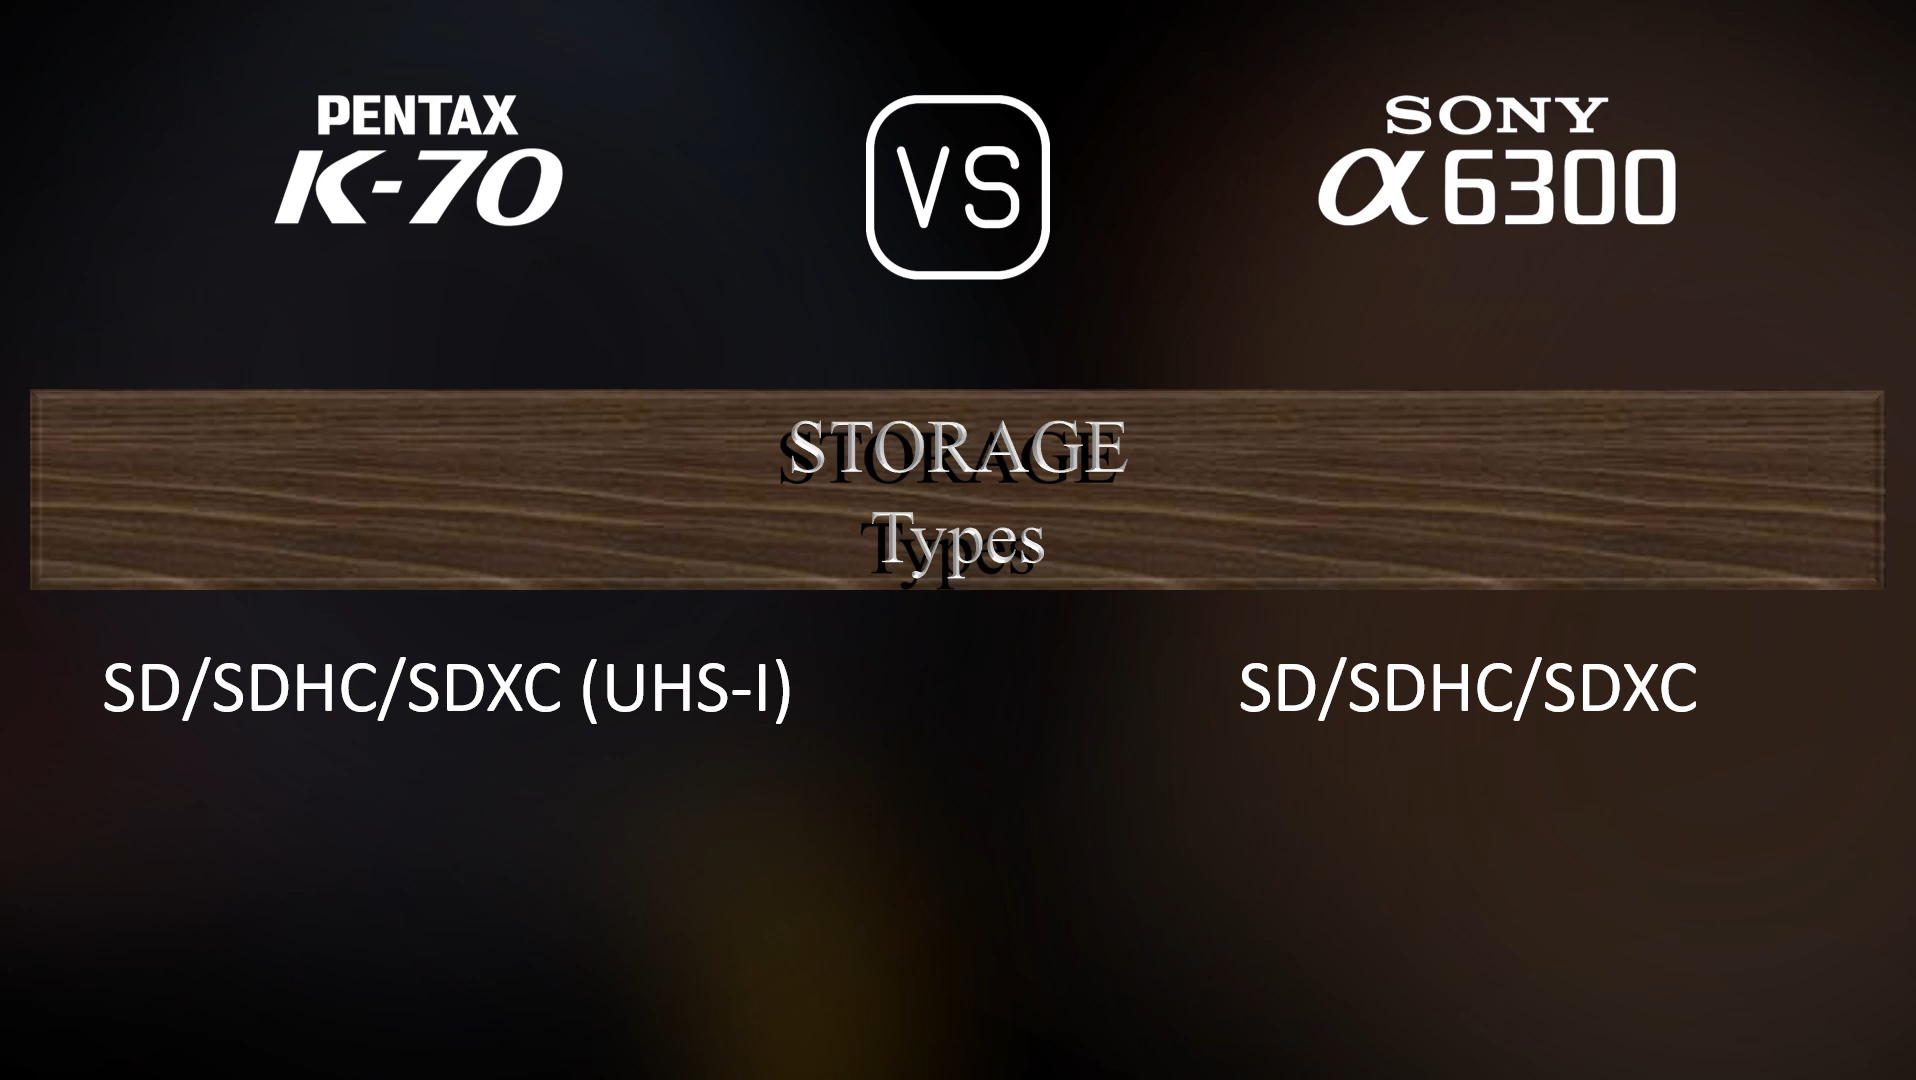 PENTAX
K-70
VS
SONY
α6300
STORAGE
Types
SD/SDHC/SDXC (UHS-I)
SD/SDHC/SDXC